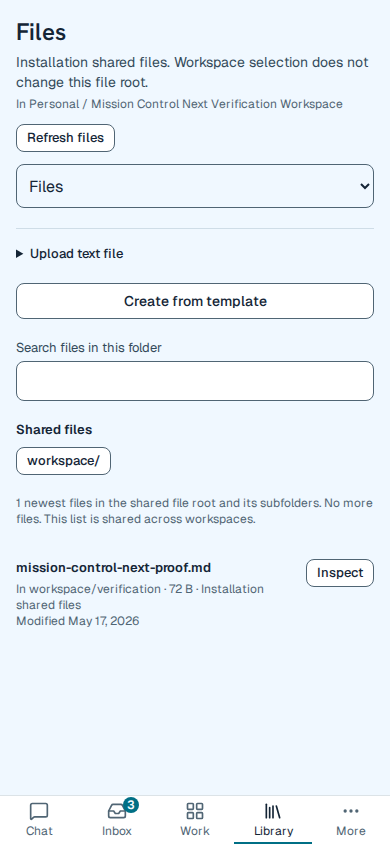 Files
Installation shared files. Workspace selection does not
change this file root.
In Personal / Mission Control Next Verification Workspace
Refresh files
Files
Upload text file
Create from template
Search files in this folder
Shared files
workspace/
1 newest files in the shared file root and its subfolders. No more
files. This list is shared across workspaces.
mission-control-next-proof.md
Inspect
In workspace/verification · 72 B · Installation
shared files
Modified May 17, 2026
3
Chat
Inbox
Work
Library
More